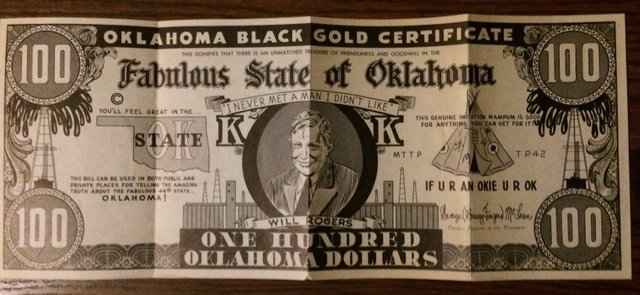 100
OKLAHOMA BLACK GOLD CERTIFICATE
100
THIS SIGNIFIES THAT THERE IS AN UNMATCHED TREASURE OF FRIENDLINESS AND GOODWILL IN THE
Fabulous State of Oklahoma
©
I NEVER MET A MAN I DIDN'T LIKE
YOU'LL FEEL GREAT IN THE...
OK
STATE
K
K
THIS GENUINE IMITATION WAMPUM IS GOOD
FOR ANYTHING YOU CAN GET FOR IT
MTTP
TP42
THIS BILL CAN BE USED IN BOTH PUBLIC AND
PRIVATE PLACES FOR TELLING THE AMAZING
TRUTH ABOUT THE FABULOUS 46TH STATE...
OKLAHOMA!
IF U R AN OKIE U R OK
WILL ROGERS
100
ONE HUNDRED
OKLAHOMA DOLLARS
100